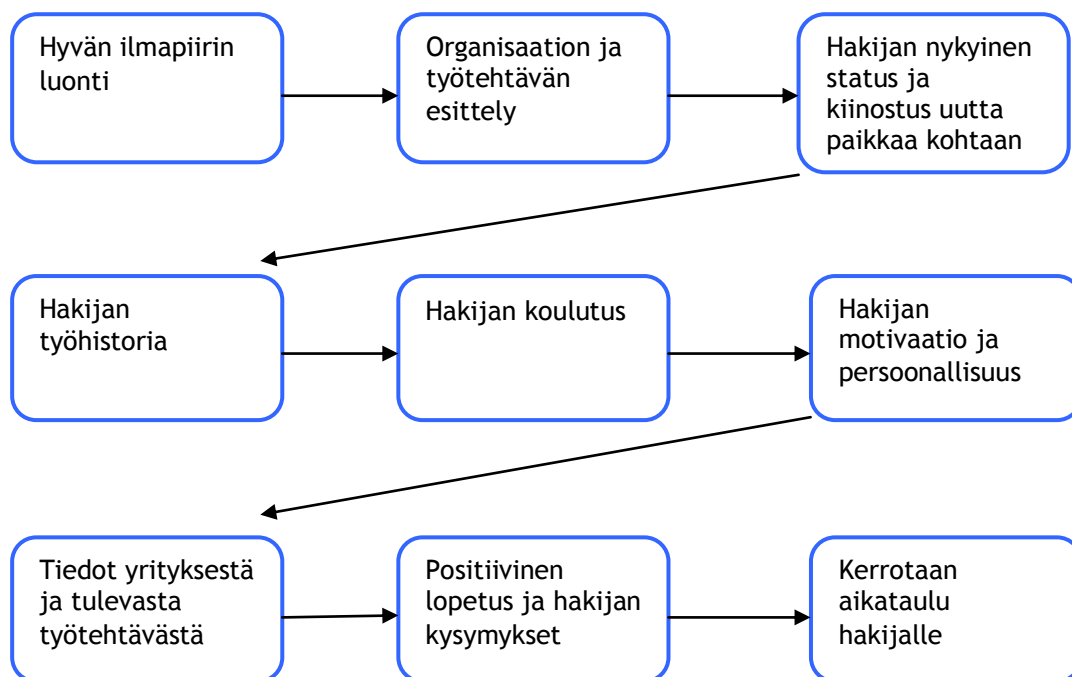 Hyvän ilmapiirin
luonti
Organisaation ja
työtehtävän
esittely
Hakijan nykyinen
status ja
kiinostus uutta
paikkaa kohtaan
Hakijan
työhistoria
Hakijan koulutus
Hakijan
motivaatio ja
persoonallisuus
Tiedot yrityksestä
ja tulevasta
työtehtävästä
Positiivinen
lopetus ja hakijan
kysymykset
Kerrotaan
aikataulu
hakijalle